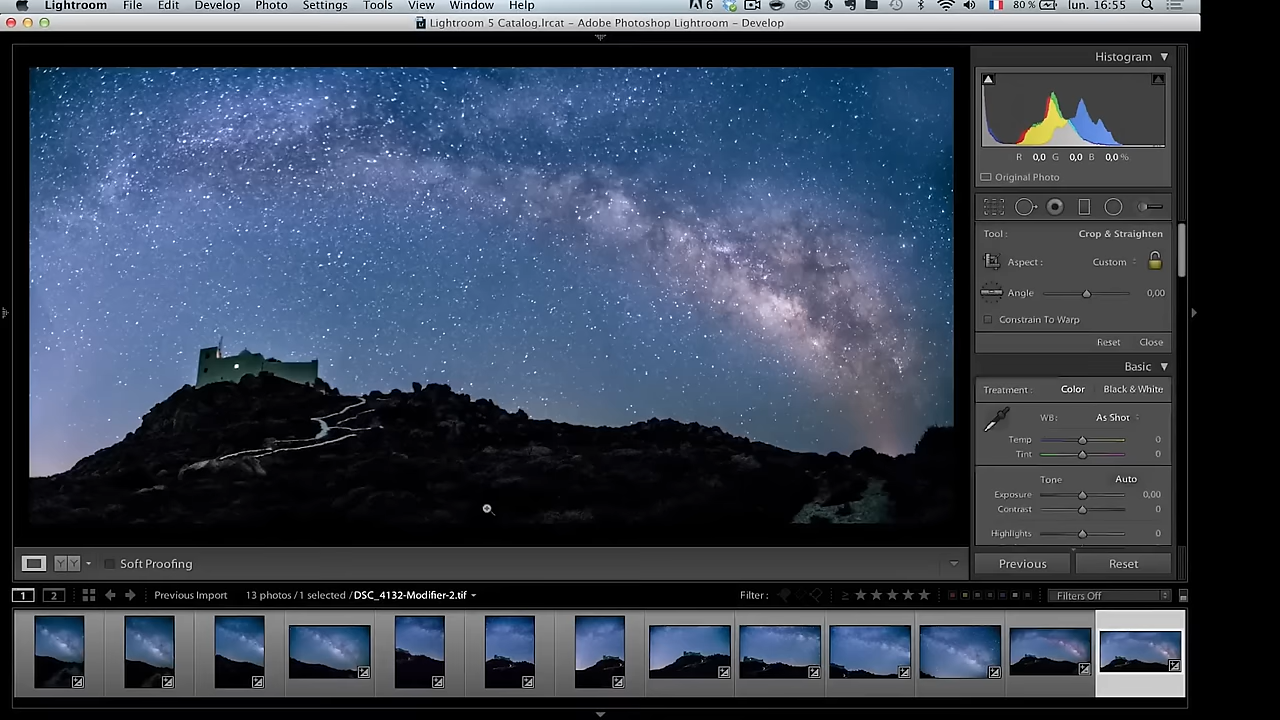 Lightroom File Edit Develop Photo Settings Tools View Window Help 6 80 % lun. 16:55
Lightroom 5 Catalog.lrcat – Adobe Photoshop Lightroom – Develop
Histogram
R 0,0 G 0,0 B 0,0 %
Original Photo
Tool : Crop & Straighten
Aspect : Custom
Angle 0,00
Constrain To Warp
Reset Close
Basic
Treatment : Color Black & White
WB: As Shot
Temp 0
Tint 0
Tone Auto
Exposure 0,00
Contrast 0
Highlights 0
Y Y Soft Proofing
Previous Reset
1 2 Previous Import 13 photos / 1 selected / DSC_4132-Modifier-2.tif Filter : ≥ ★★★★★ Filters Off